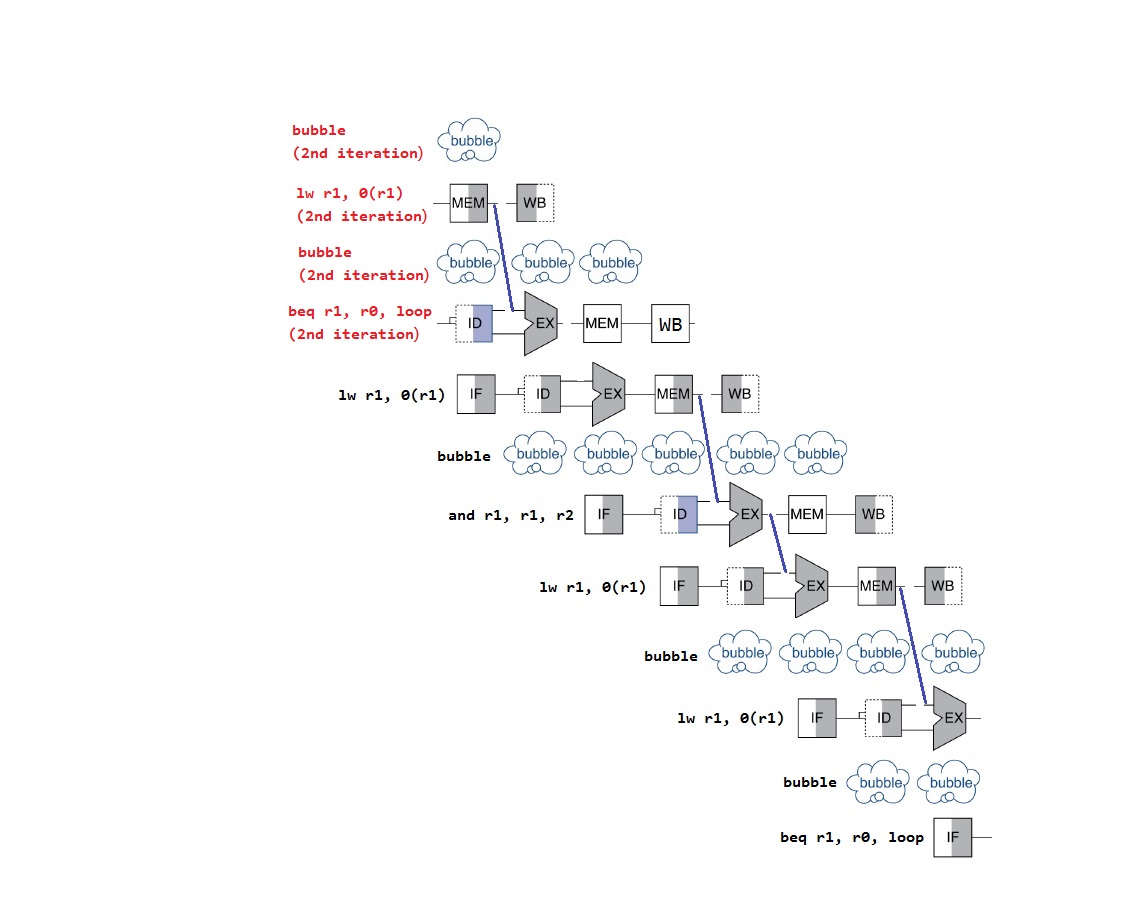 bubble
(2nd iteration)
bubble
lw r1, 0(r1)
(2nd iteration)
MEM WB
bubble
(2nd iteration)
bubble bubble bubble
beq r1, r0, loop
(2nd iteration)
ID EX MEM WB
lw r1, 0(r1) IF ID EX MEM WB
bubble bubble bubble bubble bubble bubble
and r1, r1, r2 IF ID EX MEM WB
lw r1, 0(r1) IF ID EX MEM WB
bubble bubble bubble bubble bubble
lw r1, 0(r1) IF ID EX
bubble bubble bubble
beq r1, r0, loop IF